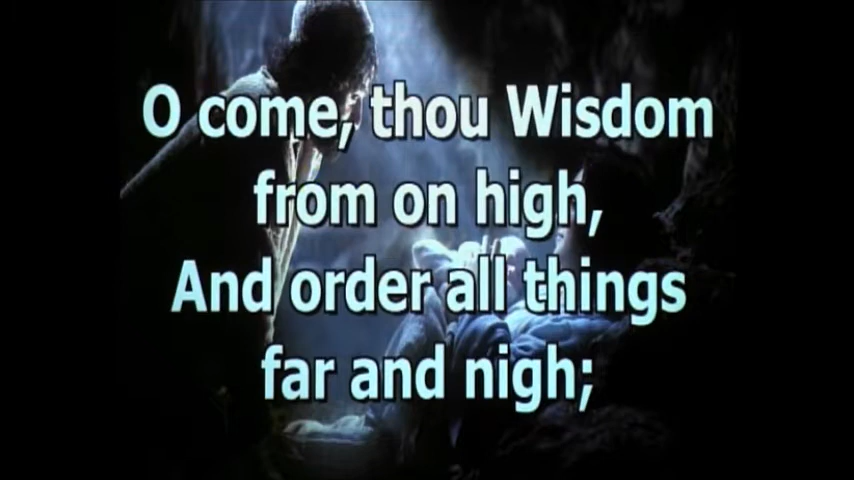 O come, thou Wisdom
from on high,
And order all things
far and nigh;